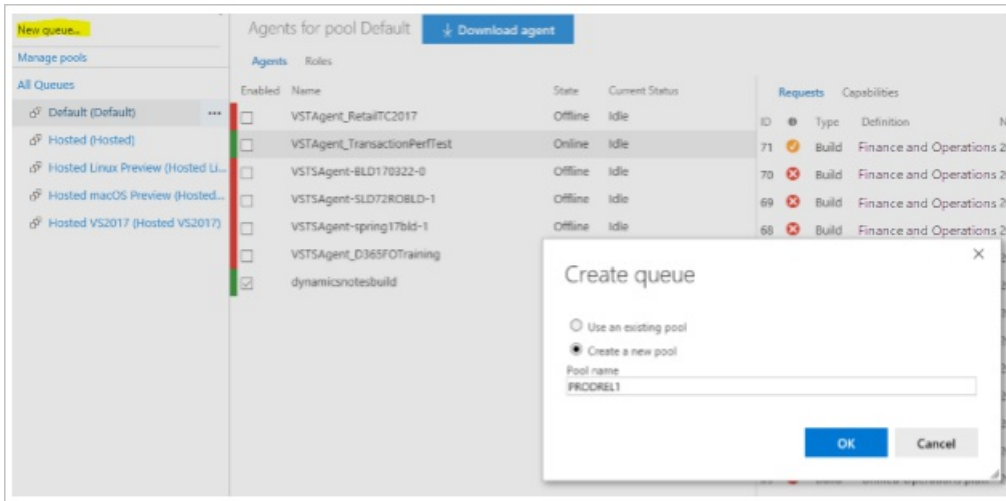 New queue...
Manage pools
All Queues
Default (Default) ...
Hosted (Hosted)
Hosted Linux Preview (Hosted Li...
Hosted macOS Preview (Hosted...
Hosted VS2017 (Hosted VS2017)
Agents for pool Default
Download agent
Agents Roles
Enabled Name State Current Status
VSTAgent_RetailTC2017 Offline Idle
VSTAgent_TransactionPerfTest Online Idle
VSTSAgent-BLD170322-0 Offline Idle
VSTSAgent-SLD72ROBLD-1 Offline Idle
VSTSAgent-spring17bld-1 Offline Idle
VSTSAgent_D365FOTraining
dynamicsnotesbuild
Requests Capabilities
ID Type Definition N
71 Build Finance and Operations 2
70 Build Finance and Operations 2
69 Build Finance and Operations 2
68 Build Finance and Operations 2
Create queue
Use an existing pool
Create a new pool
Pool name
PRODREL1
OK Cancel